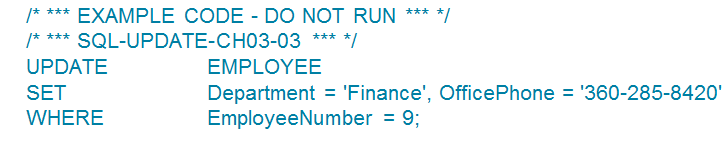 /* *** EXAMPLE CODE - DO NOT RUN *** */
/* *** SQL-UPDATE-CH03-03 *** */
UPDATE EMPLOYEE
SET Department = 'Finance', OfficePhone = '360-285-8420'
WHERE EmployeeNumber = 9;